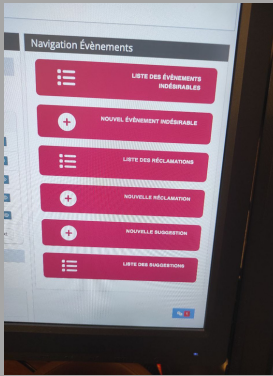 Navigation Évènements
LISTE DES ÉVÈNEMENTS
INDÉSIRABLES
NOUVEL ÉVÈNEMENT INDÉSIRABLE
LISTE DES RÉCLAMATIONS
NOUVELLE RÉCLAMATION
NOUVELLE SUGGESTION
LISTE DES SUGGESTIONS